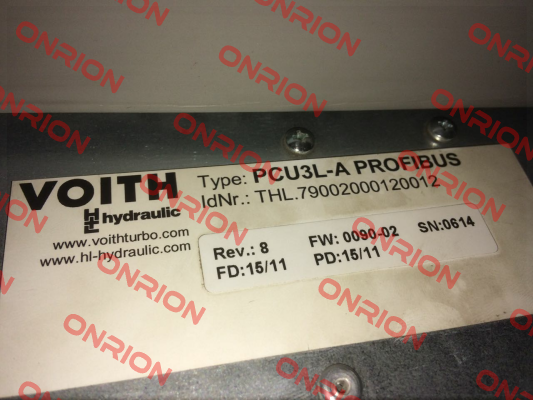 VOITH
HL hydraulic
www.voithturbo.com
www.hl-hydraulic.com
Type: PCU3L-A PROFIBUS
IdNr.: THL.79002000120012
Rev.: 8 FW: 0090-02 SN:0614
FD:15/11 PD:15/11
ONRION
ONRION
ONRION
ONRION
ONRION
ONRION
ONRION
ONRION
ONRION
ONRION
ONRION
ONRION